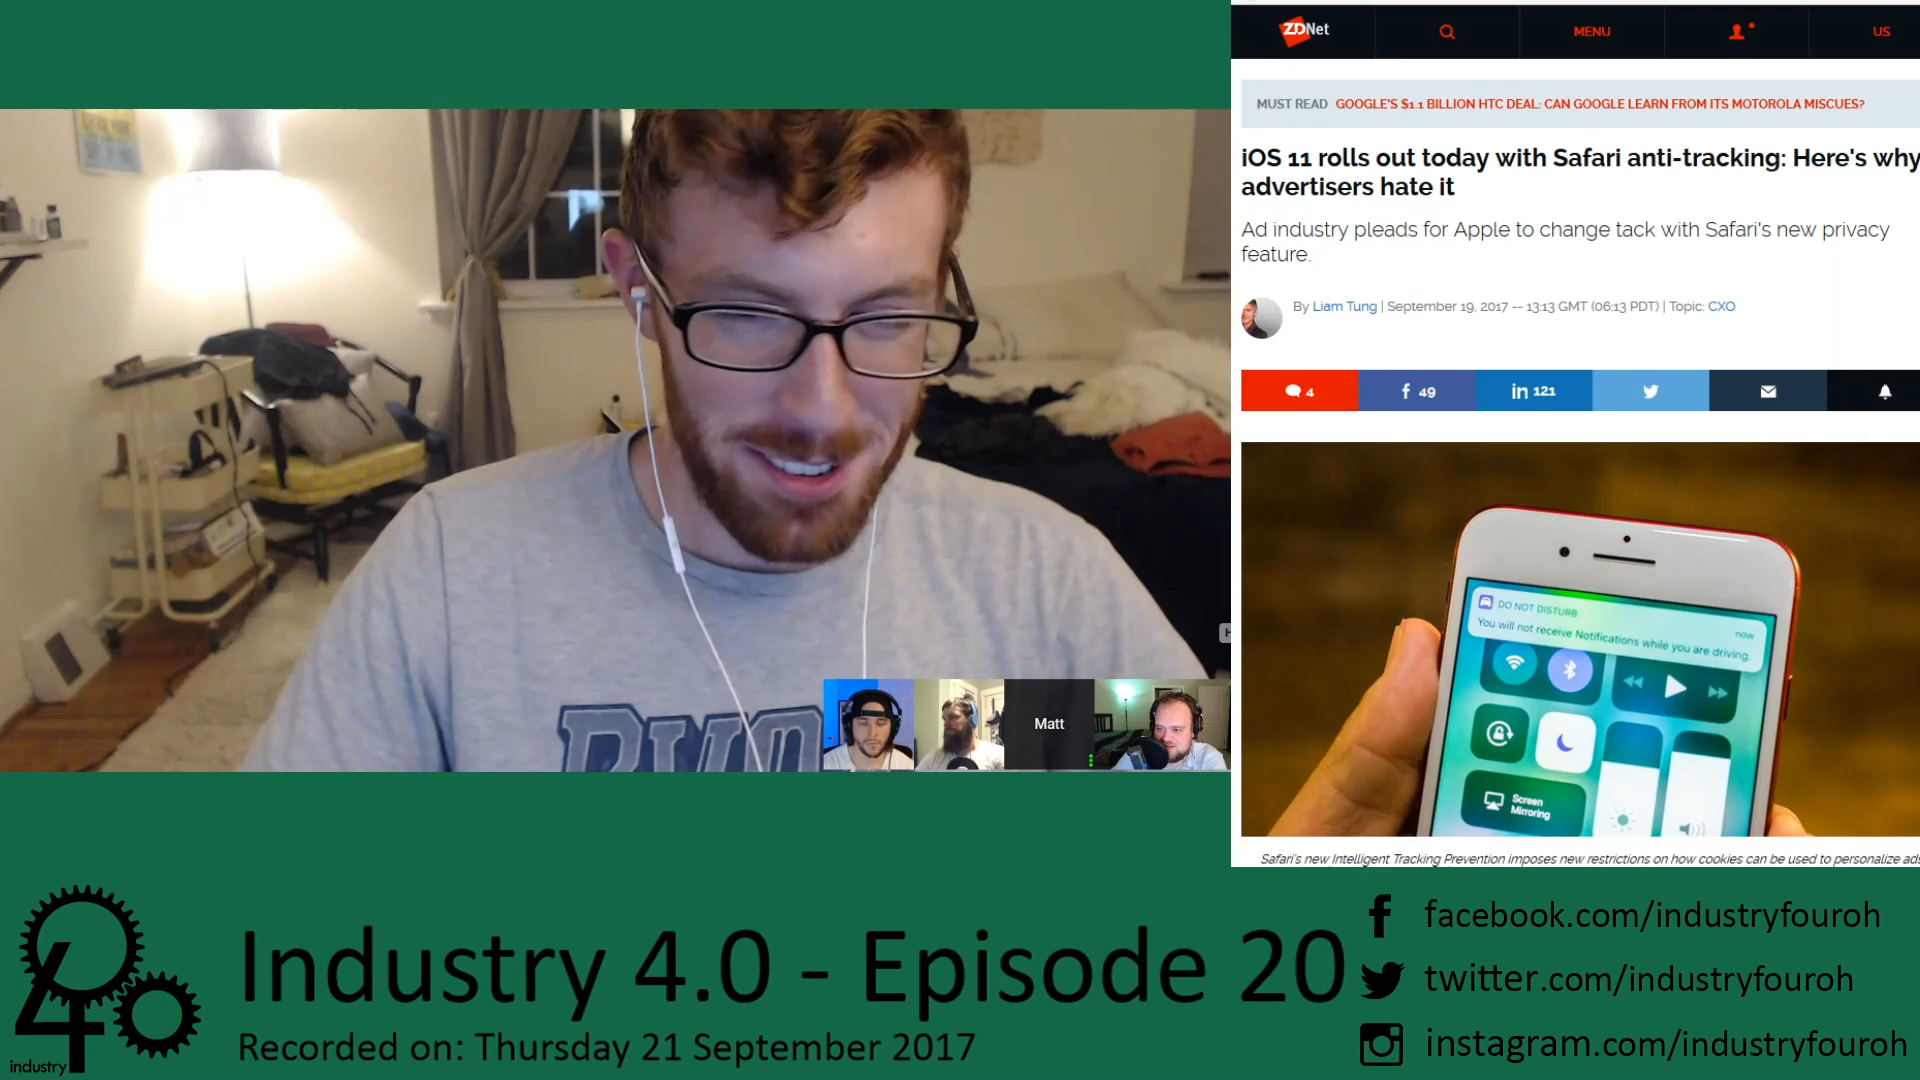 ZDNet
MENU
US
MUST READ GOOGLE'S $1.1 BILLION HTC DEAL: CAN GOOGLE LEARN FROM ITS MOTOROLA MISCUES?
iOS 11 rolls out today with Safari anti-tracking: Here's why
advertisers hate it
Ad industry pleads for Apple to change tack with Safari's new privacy
feature.
By Liam Tung | September 19, 2017 -- 13:13 GMT (06:13 PDT) | Topic: CXO
4
f 49
in 121
DO NOT DISTURB
now
You will not receive Notifications while you are driving.
Screen
Mirroring
Safari's new Intelligent Tracking Prevention imposes new restrictions on how cookies can be used to personalize ads
Matt
4.0
industry
Industry 4.0 - Episode 20
Recorded on: Thursday 21 September 2017
facebook.com/industryfouroh
twitter.com/industryfouroh
instagram.com/industryfouroh